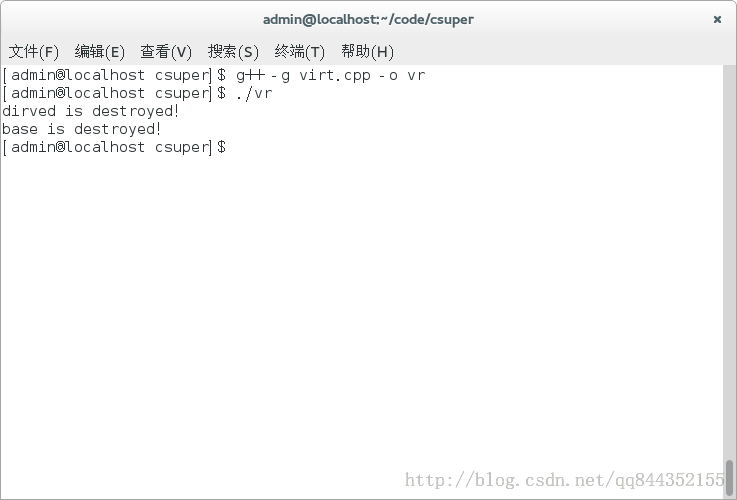 admin@localhost:~/code/csuper ×
文件(F) 编辑(E) 查看(V) 搜索(S) 终端(T) 帮助(H)
[admin@localhost csuper]$ g++ -g virt.cpp -o vr
[admin@localhost csuper]$ ./vr
dirved is destroyed!
base is destroyed!
[admin@localhost csuper]$
http://blog.csdn.net/qq844352155